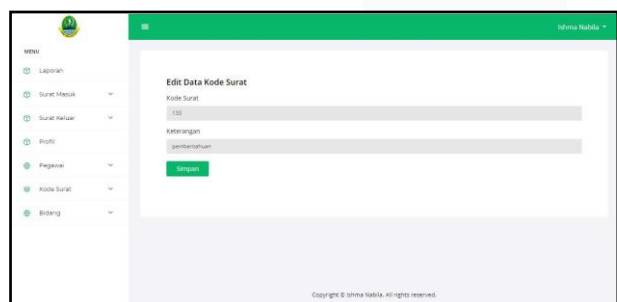 Ishma Nabila
MENU
Laporan
Surat Masuk
Surat Keluar
Profil
Pegawai
Kode Surat
Bidang
Edit Data Kode Surat
Kode Surat
133
Keterangan
pemberitahuan
Simpan
Copyright © Ishma Nabila. All rights reserved.